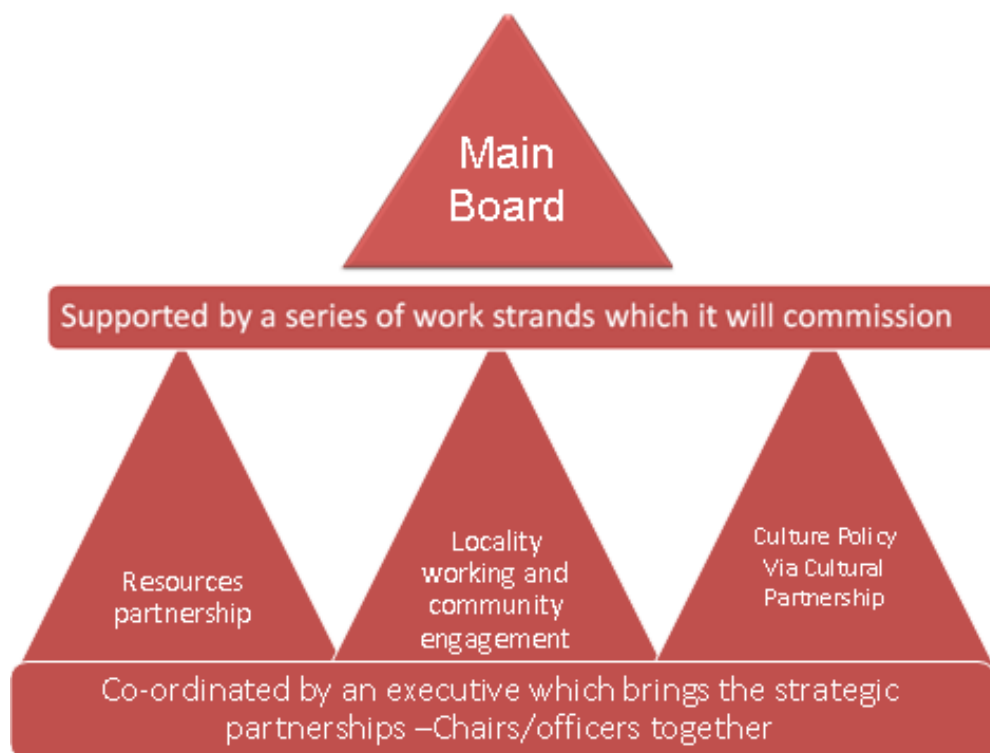 Main
Board
Supported by a series of work strands which it will commission
Resources
partnership
Locality
working and
community
engagement
Culture Policy
Via Cultural
Partnership
Co-ordinated by an executive which brings the strategic
partnerships –Chairs/officers together